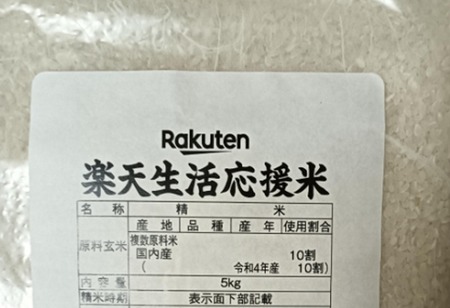 Rakuten
楽天生活応援米
名称 精米
原料玄米 産地 品種 産年 使用割合
複数原料米
国内産 10割
( 令和4年産 10割)
内容量 5kg
精米時期 表示面下部記載